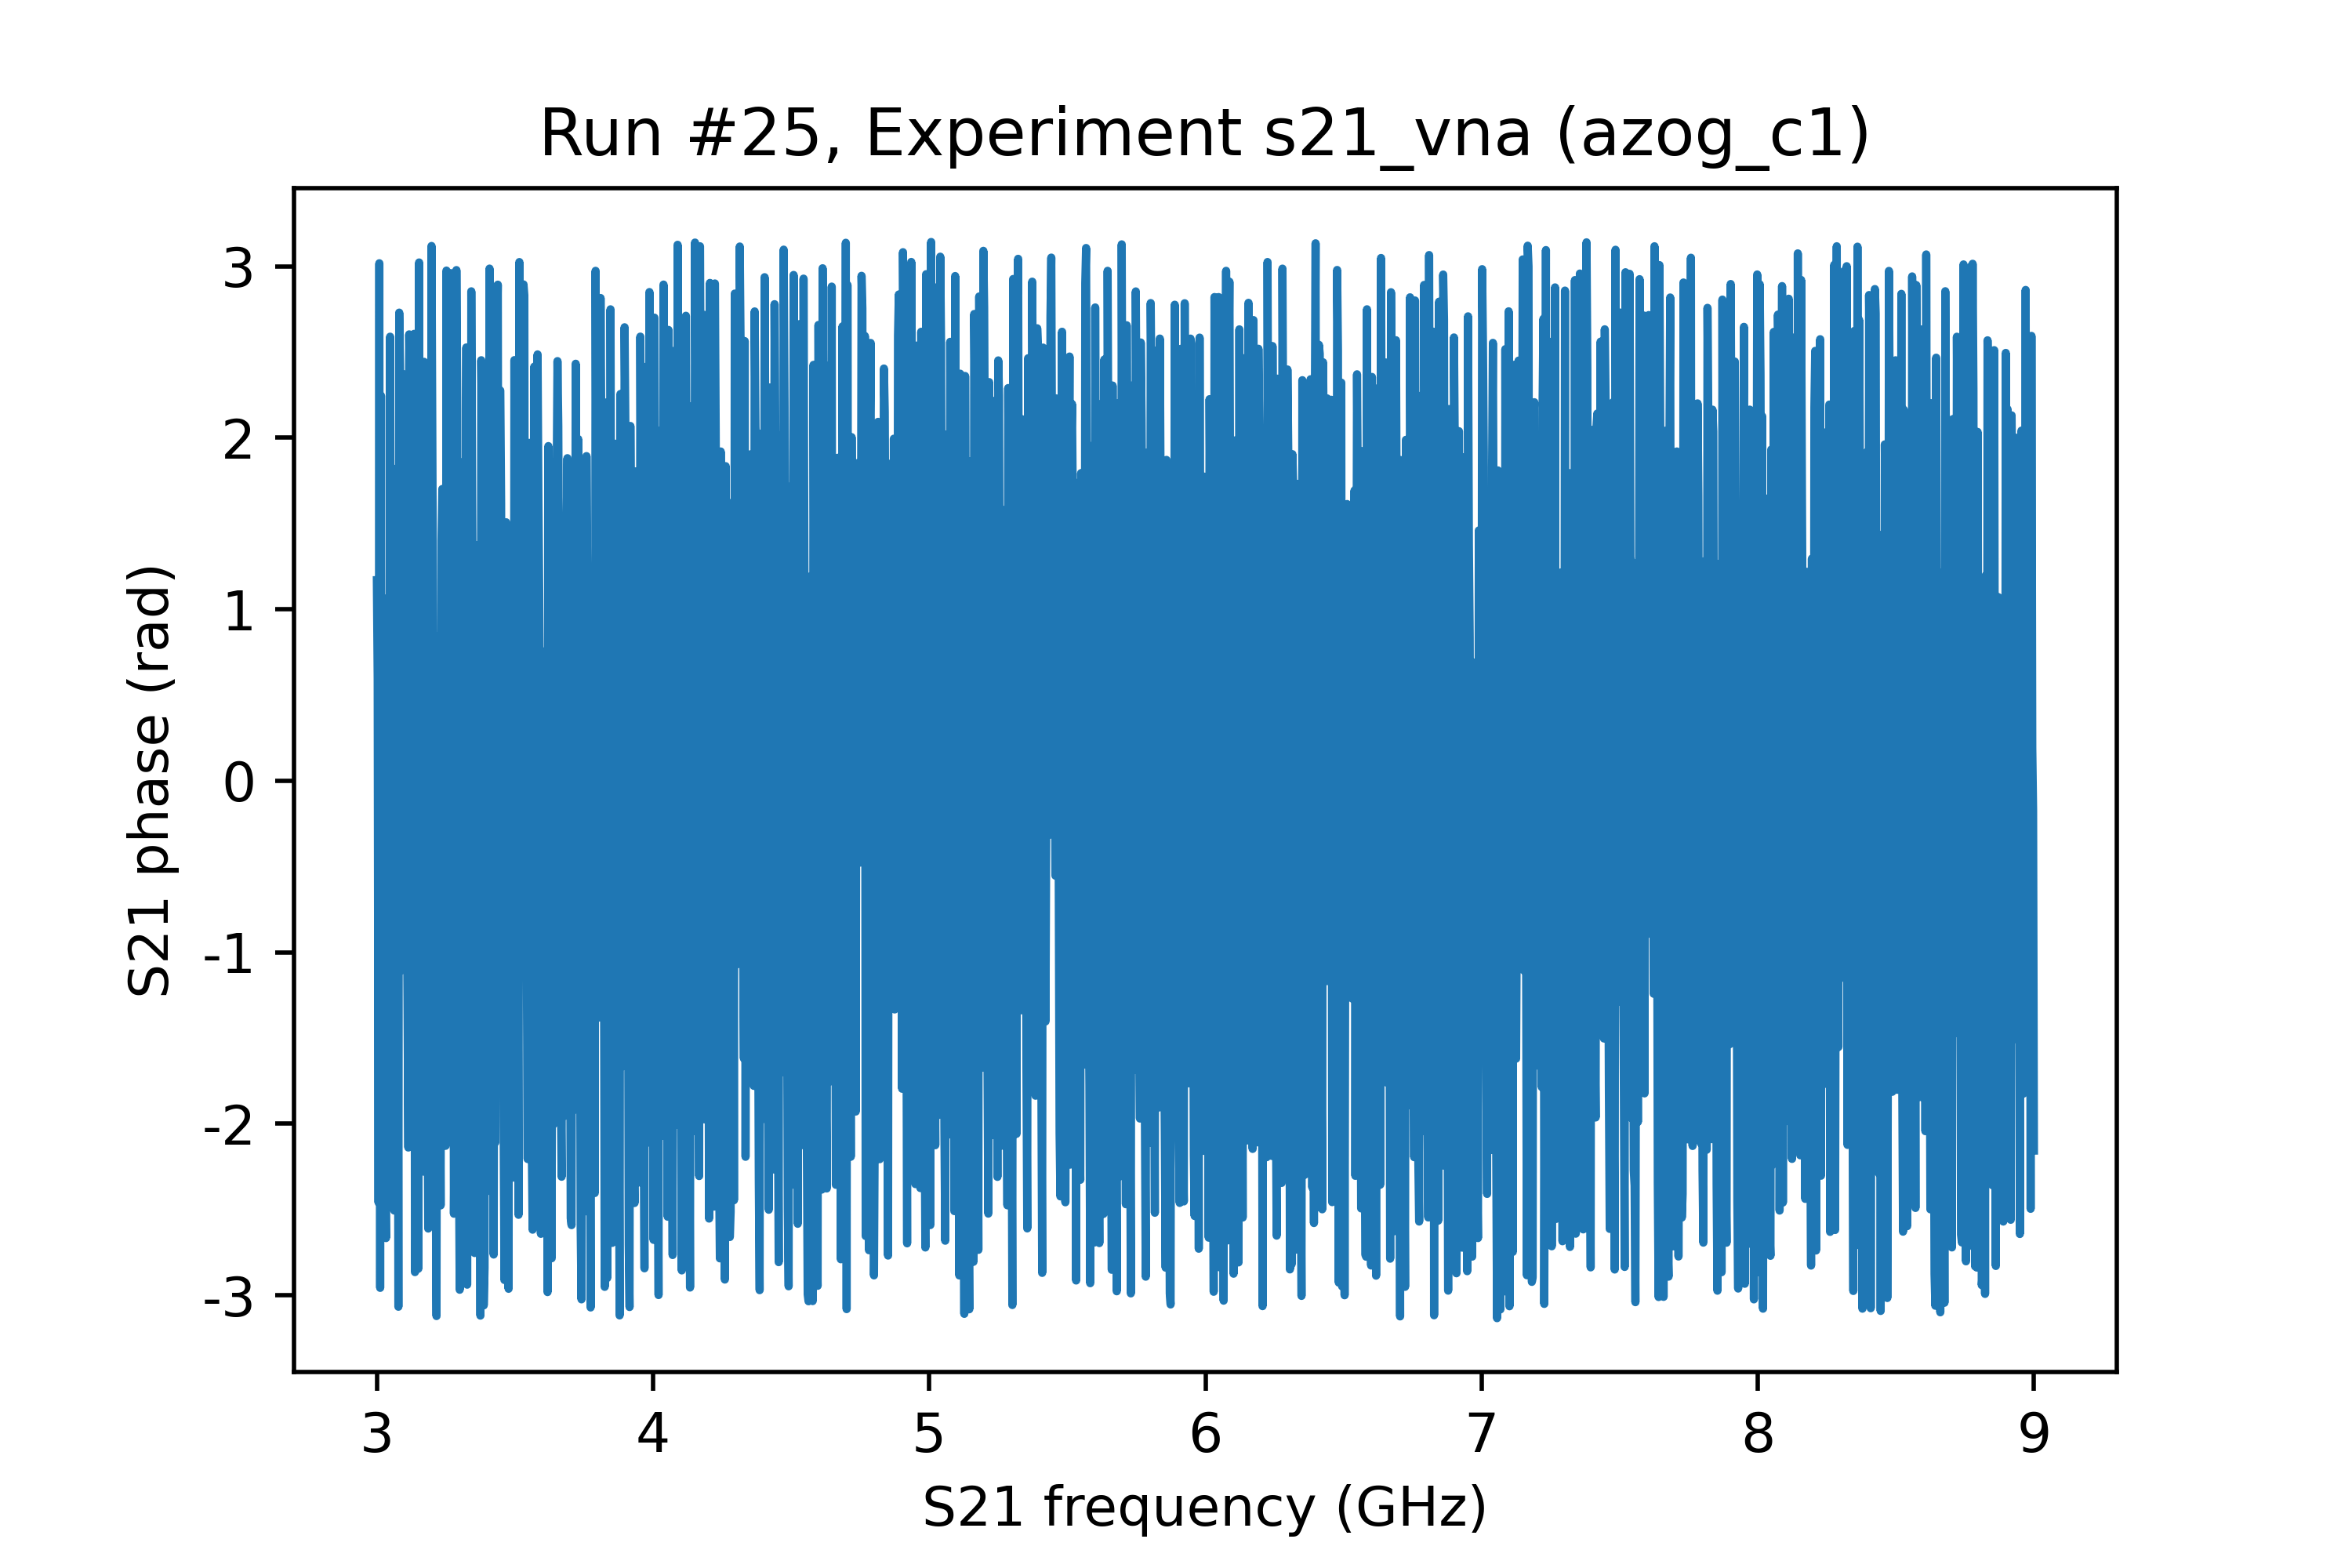 Run #25, Experiment s21_vna (azog_c1)
S21 phase (rad)
3
2
1
0
-1
-2
-3
3 4 5 6 7 8 9
S21 frequency (GHz)